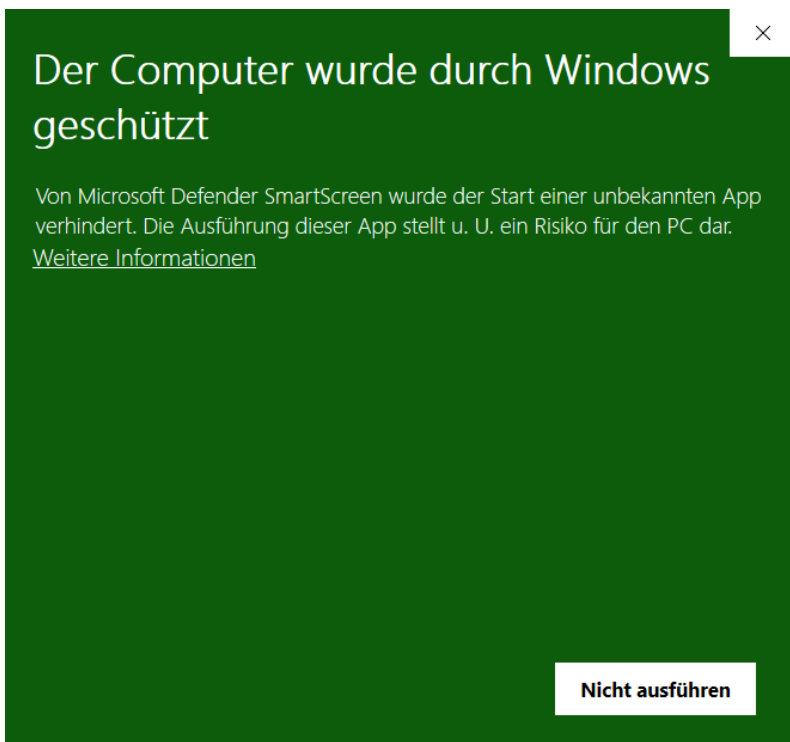 Der Computer wurde durch Windows
geschützt
Von Microsoft Defender SmartScreen wurde der Start einer unbekannten App
verhindert. Die Ausführung dieser App stellt u. U. ein Risiko für den PC dar.
Weitere Informationen
Nicht ausführen